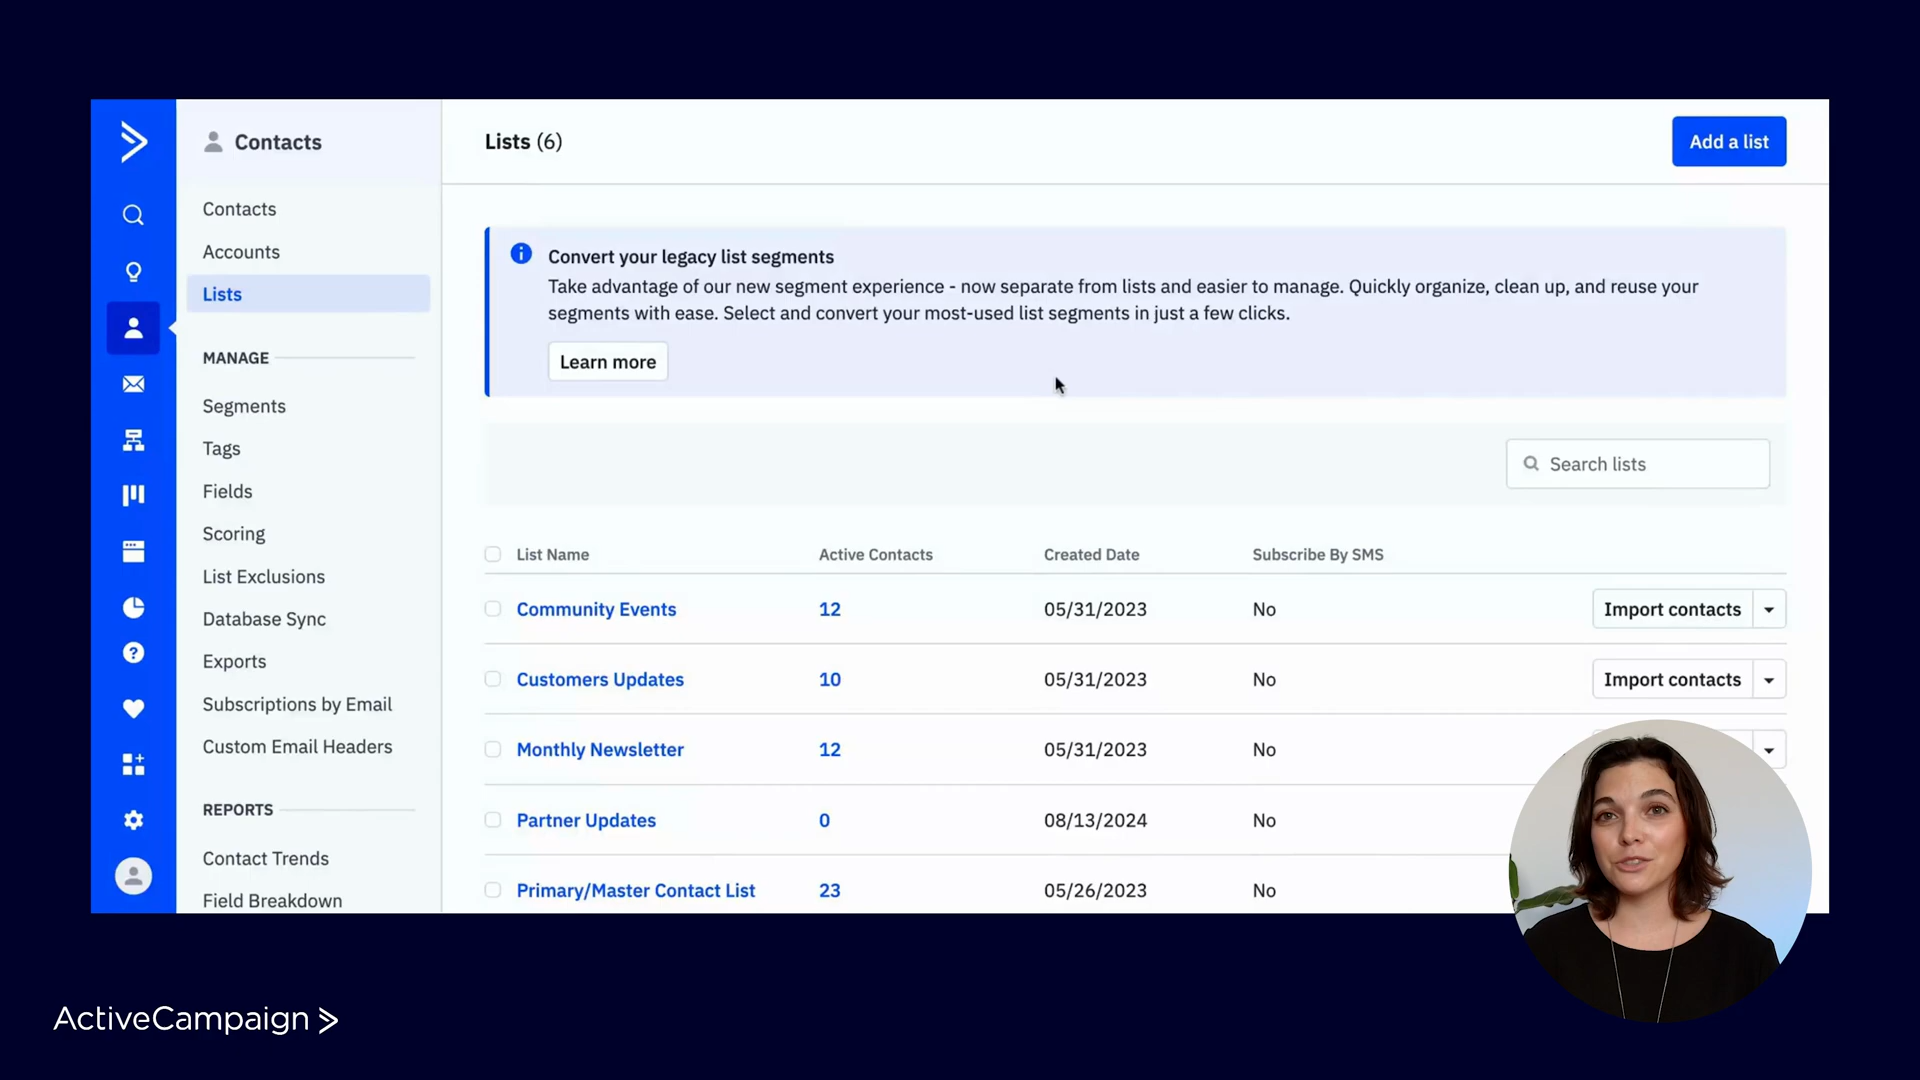 Contacts
Contacts
Accounts
Lists
MANAGE
Segments
Tags
Fields
Scoring
List Exclusions
Database Sync
Exports
Subscriptions by Email
Custom Email Headers
REPORTS
Contact Trends
Field Breakdown
Lists (6)
Add a list
Convert your legacy list segments
Take advantage of our new segment experience - now separate from lists and easier to manage. Quickly organize, clean up, and reuse your
segments with ease. Select and convert your most-used list segments in just a few clicks.
Learn more
Search lists
List Name Active Contacts Created Date Subscribe By SMS
Community Events 12 05/31/2023 No Import contacts
Customers Updates 10 05/31/2023 No Import contacts
Monthly Newsletter 12 05/31/2023 No
Partner Updates 0 08/13/2024 No
Primary/Master Contact List 23 05/26/2023 No
ActiveCampaign